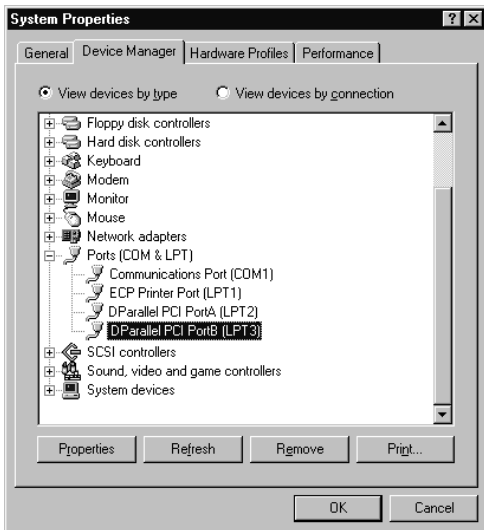 System Properties
General Device Manager Hardware Profiles Performance
View devices by type View devices by connection
Floppy disk controllers
Hard disk controllers
Keyboard
Modem
Monitor
Mouse
Network adapters
Ports (COM & LPT)
Communications Port (COM1)
ECP Printer Port (LPT1)
DParallel PCI PortA (LPT2)
DParallel PCI PortB (LPT3)
SCSI controllers
Sound, video and game controllers
System devices
Properties Refresh Remove Print...
OK Cancel